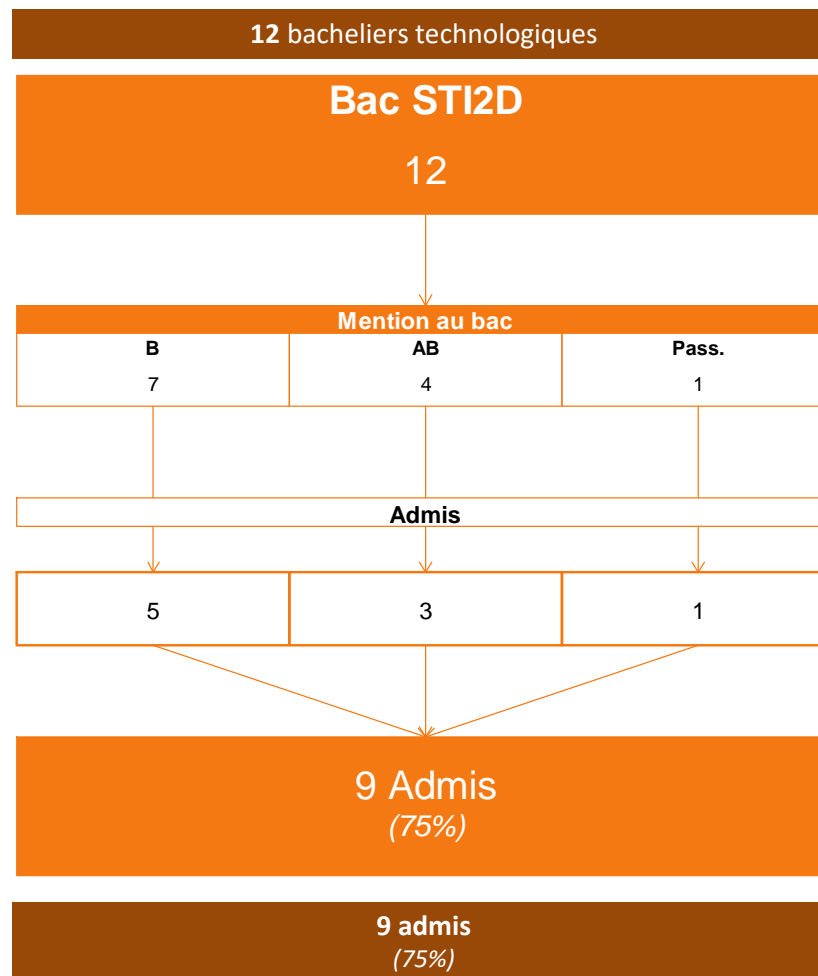 12 bacheliers technologiques
Bac STI2D
12
Mention au bac
B AB Pass.
7 4 1
Admis
5 3 1
9 Admis
(75%)
9 admis
(75%)